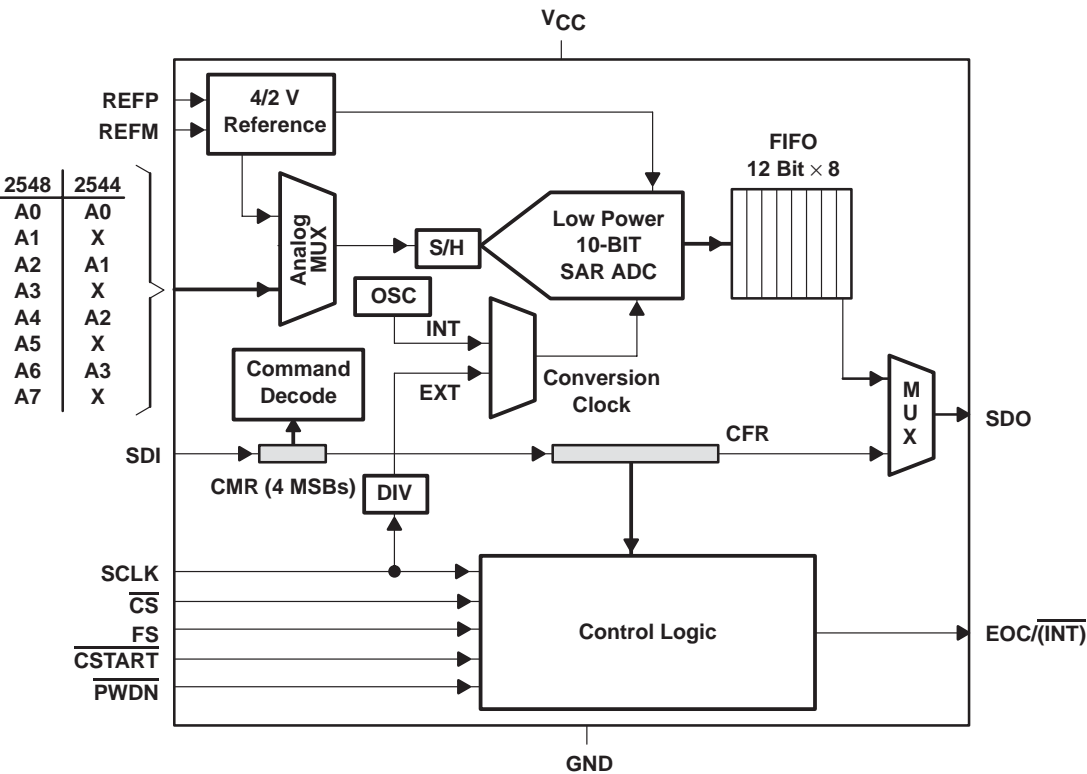 VCC
REFP
REFM
4/2 V
Reference
FIFO
12 Bit × 8
2548 2544
A0 A0
A1 X
A2 A1
A3 X
A4 A2
A5 X
A6 A3
A7 X
Analog
MUX
S/H
Low Power
10-BIT
SAR ADC
OSC
INT
EXT
Conversion
Clock
Command
Decode
MUX
SDO
SDI
CMR (4 MSBs)
CFR
DIV
SCLK
CS
FS
CSTART
PWDN
Control Logic
EOC/(INT)
GND